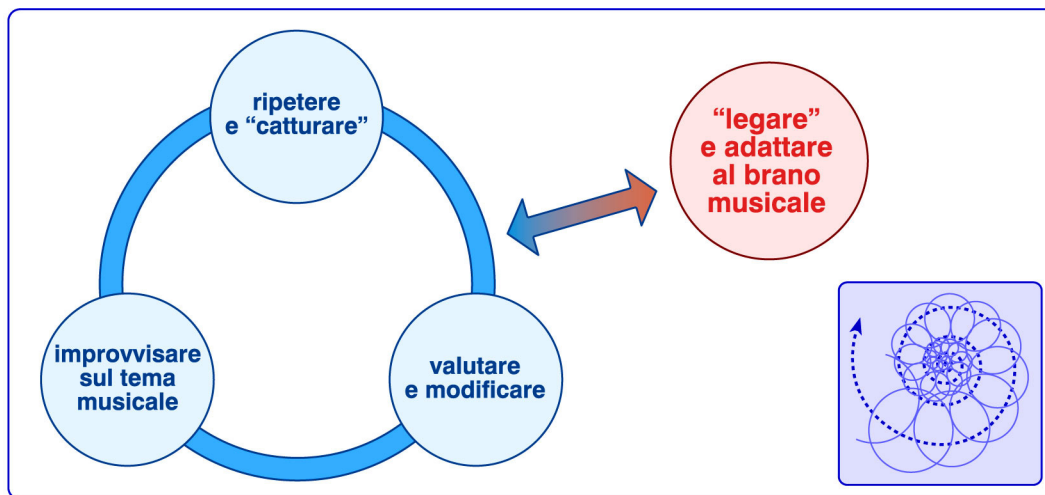 ripetere
e “catturare”
“legare”
e adattare
al brano
musicale
improvvisare
sul tema
musicale
valutare
e modificare